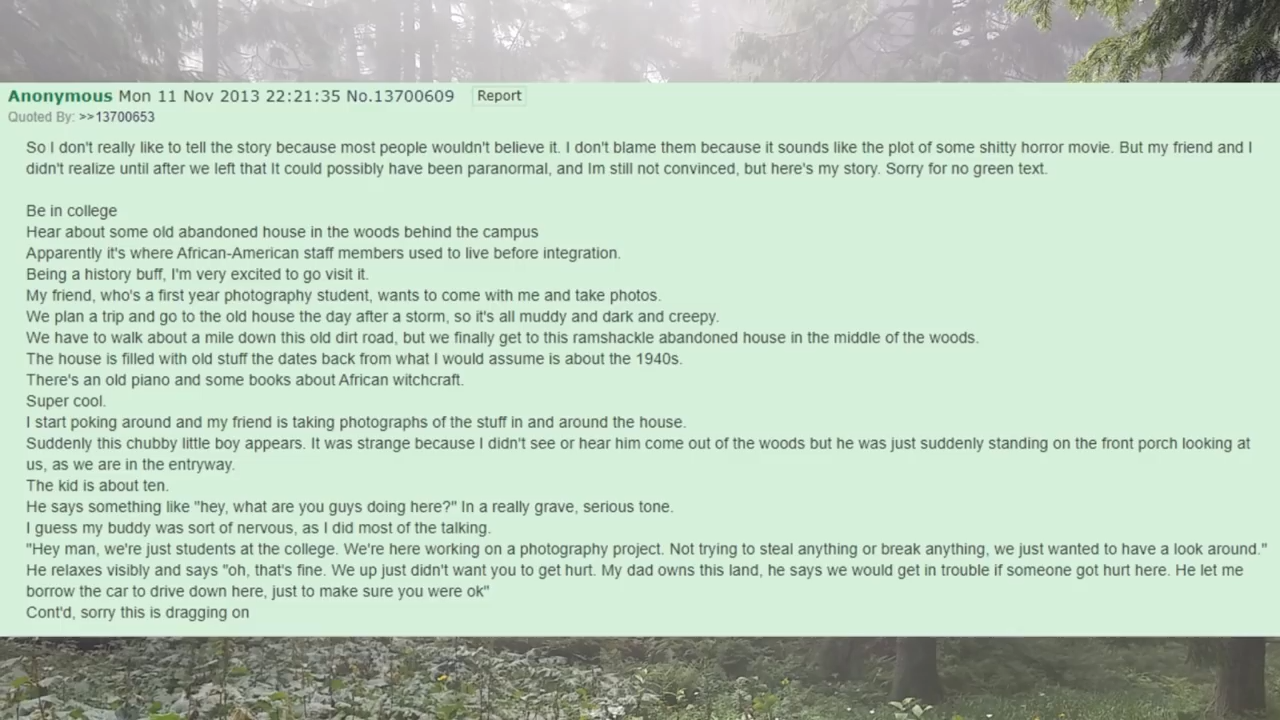 Anonymous Mon 11 Nov 2013 22:21:35 No.13700609 Report
Quoted By: >>13700653
So I don't really like to tell the story because most people wouldn't believe it. I don't blame them because it sounds like the plot of some shitty horror movie. But my friend and I
didn't realize until after we left that It could possibly have been paranormal, and Im still not convinced, but here's my story. Sorry for no green text.
Be in college
Hear about some old abandoned house in the woods behind the campus
Apparently it's where African-American staff members used to live before integration.
Being a history buff, I'm very excited to go visit it.
My friend, who's a first year photography student, wants to come with me and take photos.
We plan a trip and go to the old house the day after a storm, so it's all muddy and dark and creepy.
We have to walk about a mile down this old dirt road, but we finally get to this ramshackle abandoned house in the middle of the woods.
The house is filled with old stuff the dates back from what I would assume is about the 1940s.
There's an old piano and some books about African witchcraft.
Super cool.
I start poking around and my friend is taking photographs of the stuff in and around the house.
Suddenly this chubby little boy appears. It was strange because I didn't see or hear him come out of the woods but he was just suddenly standing on the front porch looking at
us, as we are in the entryway.
The kid is about ten.
He says something like "hey, what are you guys doing here?" In a really grave, serious tone.
I guess my buddy was sort of nervous, as I did most of the talking.
"Hey man, we're just students at the college. We're here working on a photography project. Not trying to steal anything or break anything, we just wanted to have a look around."
He relaxes visibly and says "oh, that's fine. We up just didn't want you to get hurt. My dad owns this land, he says we would get in trouble if someone got hurt here. He let me
borrow the car to drive down here, just to make sure you were ok"
Cont'd, sorry this is dragging on